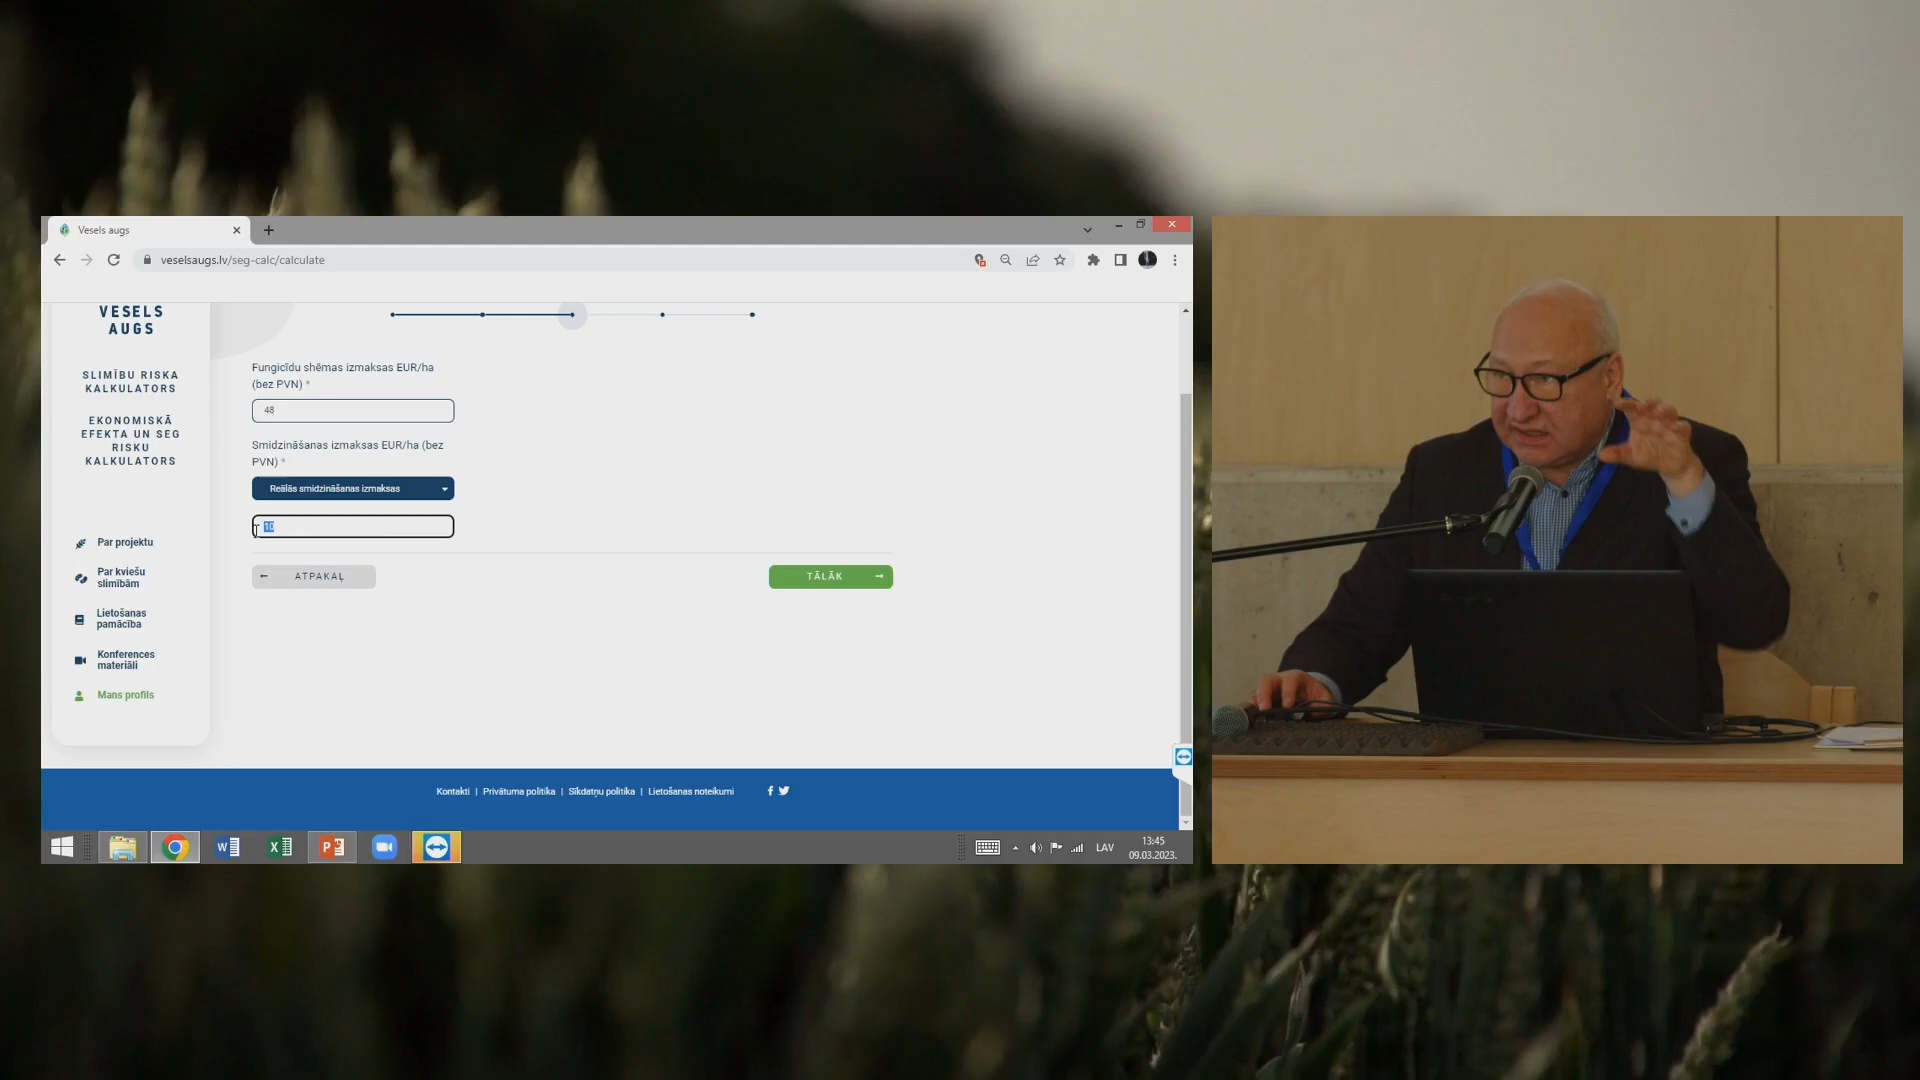 Vesels augs
veselsaugs.lv/seg-calc/calculate
VESELS
AUGS
SLIMĪBU RISKA
KALKULATORS
EKONOMISKĀ
EFEKTA UN SEG
RISKU
KALKULATORS
Par projektu
Par kviešu
slimībām
Lietošanas
pamācība
Konferences
materiāli
Mans profils
Fungicīdu shēmas izmaksas EUR/ha
(bez PVN) *
48
Smidzināšanas izmaksas EUR/ha (bez
PVN) *
Reālās smidzināšanas izmaksas
10
← ATPAKAĻ
TĀLĀK →
Kontakti | Privātuma politika | Sīkdatņu politika | Lietošanas noteikumi
LAV
13:45
09.03.2023.